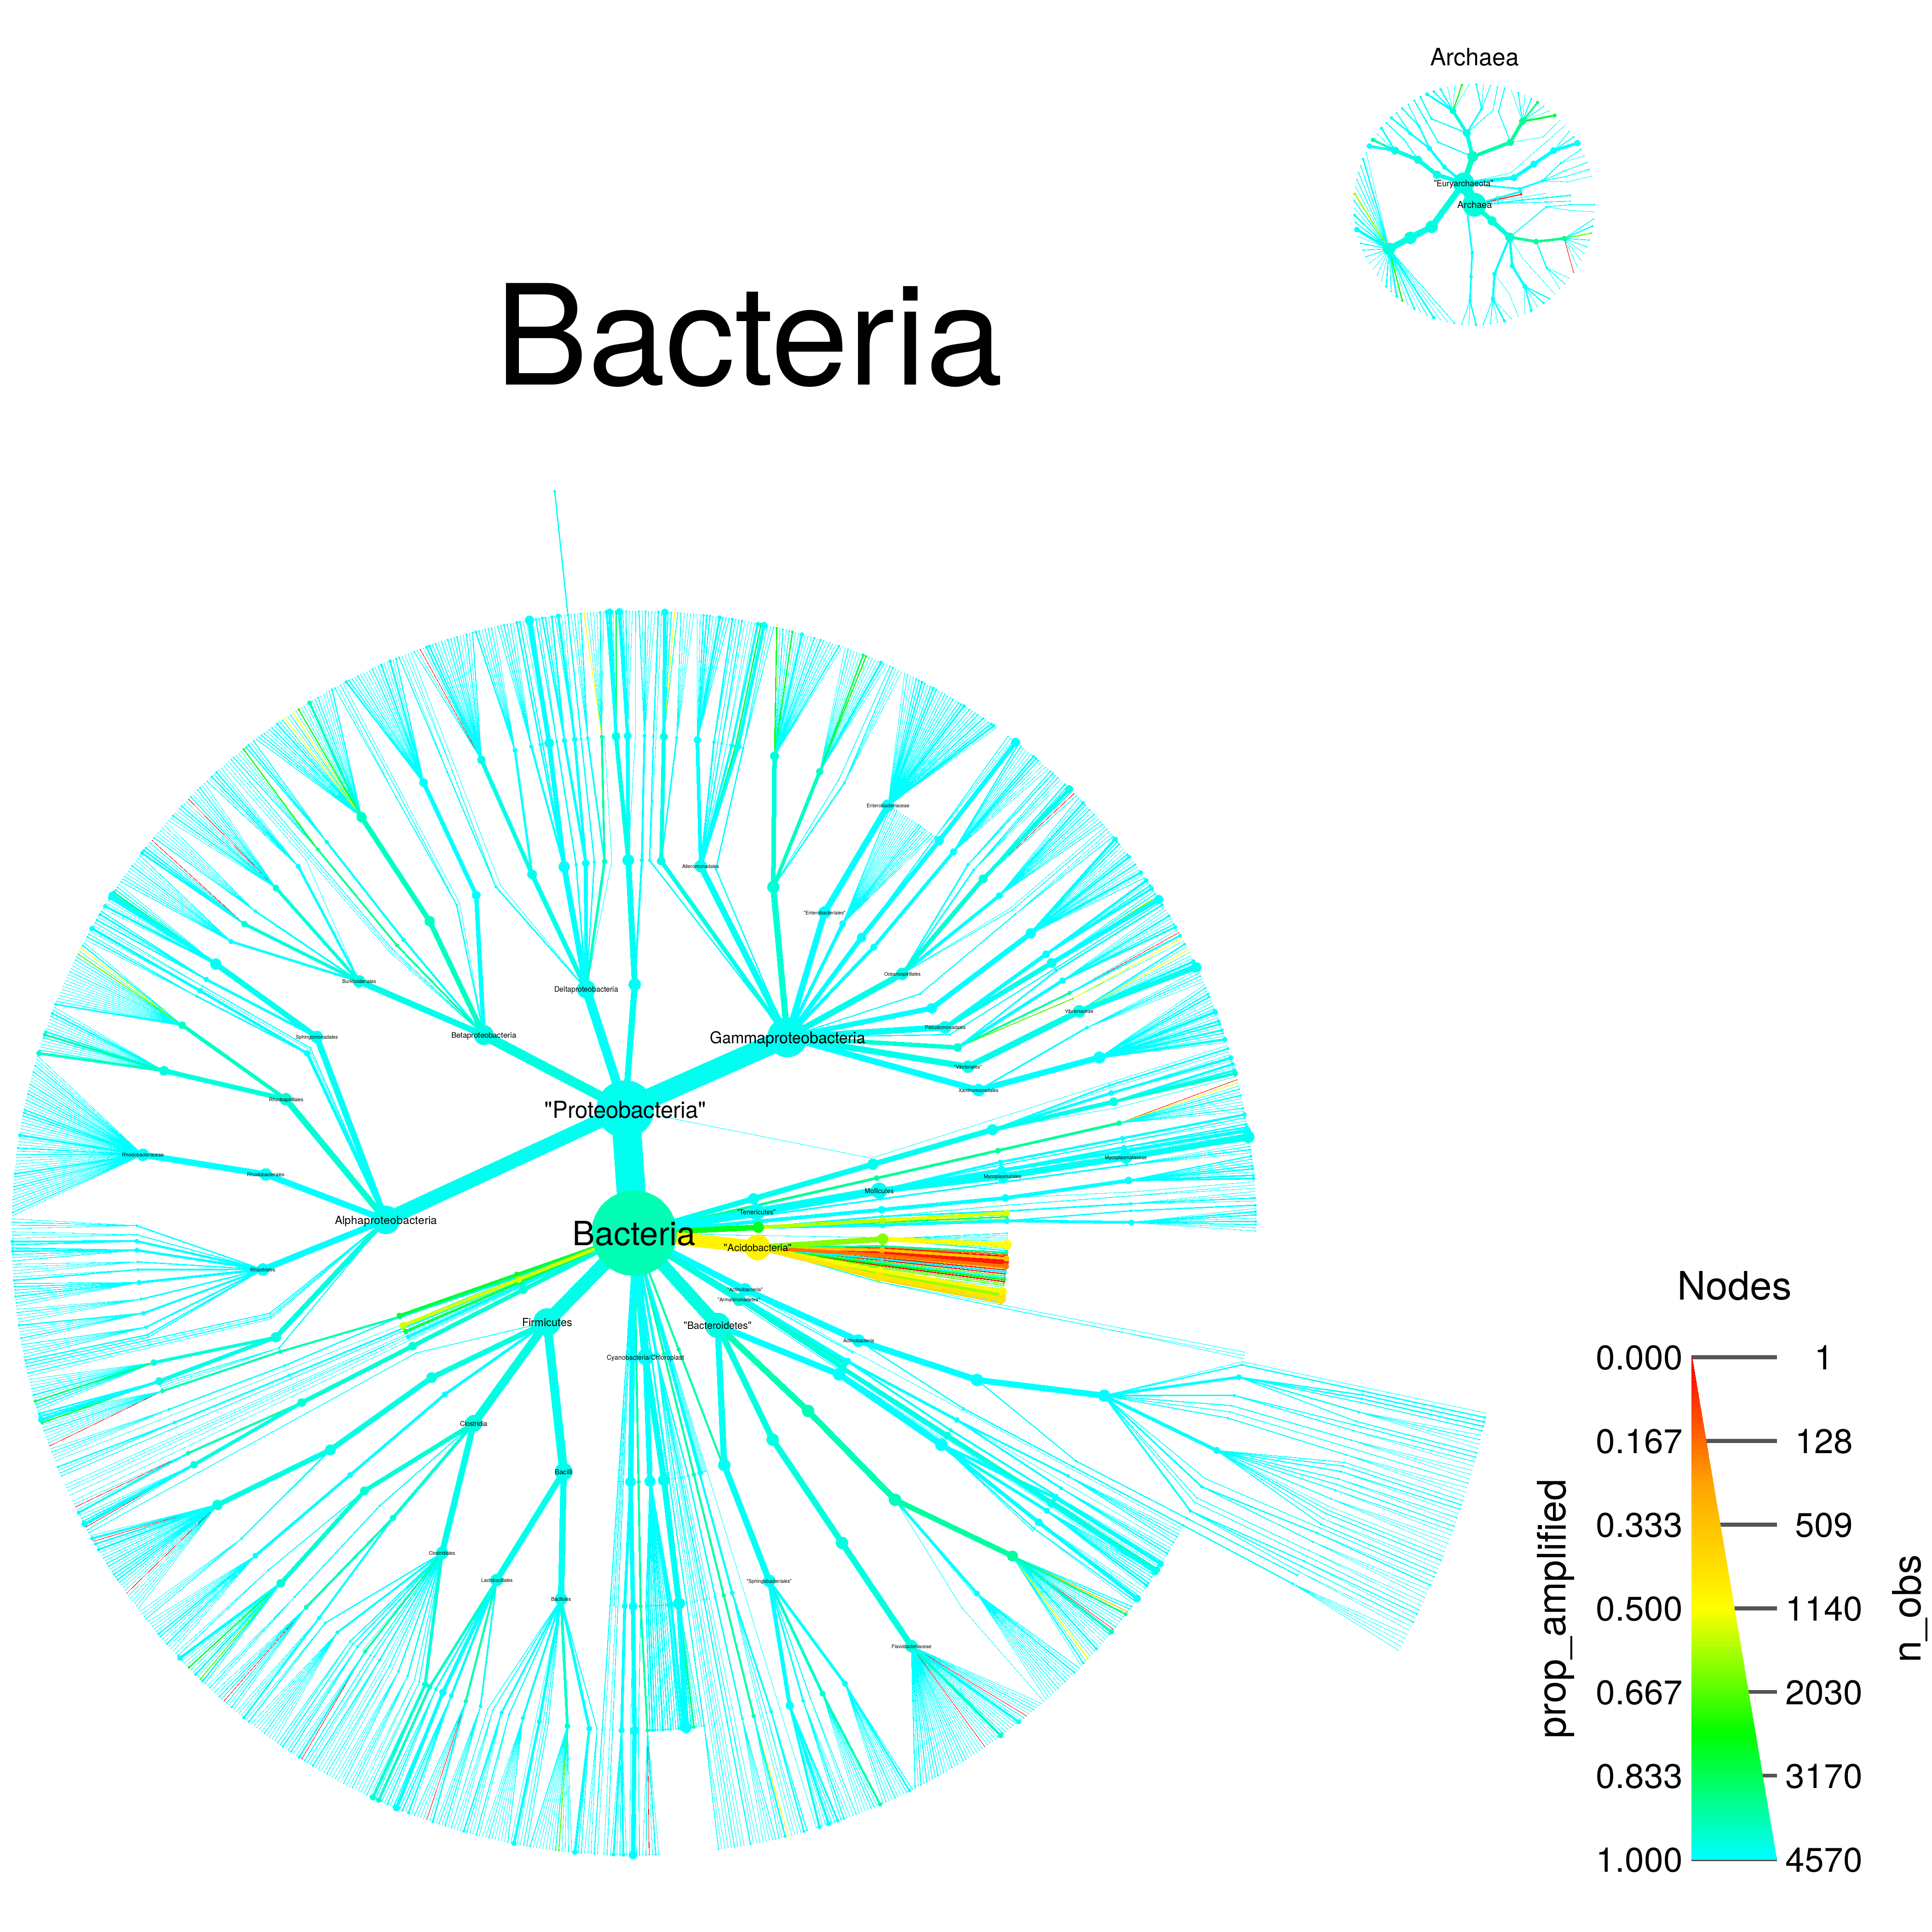 Archaea
"Euryarchaeota"
Archaea
Bacteria
Enterobacteriaceae
Alteromonadales
"Enterobacteriales"
Oceanospirillales
Burkholderiales
Deltaproteobacteria
Vibrionaceae
Pseudomonadales
Sphingomonadales
Betaproteobacteria
Gammaproteobacteria
"Vibrionales"
Xanthomonadales
Rhodospirillales
"Proteobacteria"
Rhodobacteraceae
Mycoplasmataceae
Rhodobacterales
Mycoplasmatales
Mollicutes
"Tenericutes"
Alphaproteobacteria
Bacteria
"Acidobacteria"
Rhizobiales
"Actinobacteria"
"Armatimonadetes"
Firmicutes
"Bacteroidetes"
Actinobacteria
Cyanobacteria/Chloroplast
Clostridia
Bacilli
Clostridiales
Lactobacillales
"Sphingobacteriales"
Bacillales
Flavobacteriaceae
Nodes
0.000 1
0.167 128
0.333 509
0.500 1140
0.667 2030
0.833 3170
1.000 4570
prop_amplified
n_obs